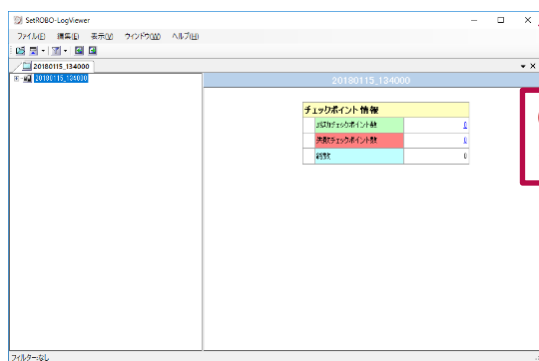 SetROBO-LogViewer
ファイル(F) 編集(E) 表示(V) ウィンドウ(W) ヘルプ(H)
20180115_134000
20180115_134000
20180115_134000
チェックポイント情報
成功チェックポイント数 0
失敗チェックポイント数 0
総数 0
フィルター:なし